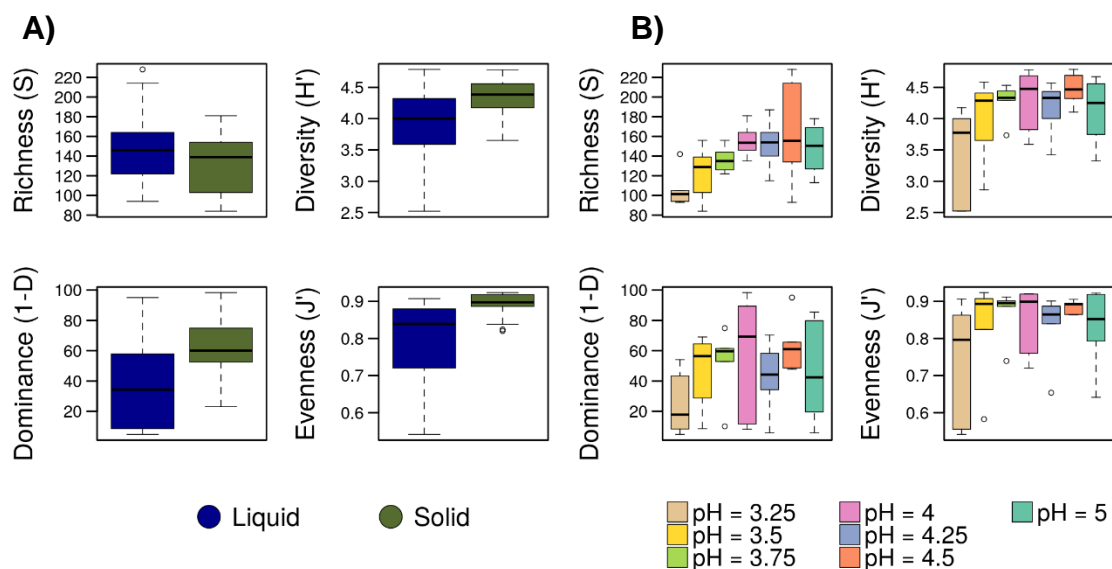 A)
B)
Richness (S)
220
200
180
160
140
120
100
80
Diversity (H')
4.5
4.0
3.5
3.0
2.5
Richness (S)
220
200
180
160
140
120
100
80
Diversity (H')
4.5
4.0
3.5
3.0
2.5
Dominance (1-D)
100
80
60
40
20
Evenness (J')
0.9
0.8
0.7
0.6
Dominance (1-D)
100
80
60
40
20
Evenness (J')
0.9
0.8
0.7
0.6
Liquid
Solid
pH = 3.25
pH = 3.5
pH = 3.75
pH = 4
pH = 4.25
pH = 4.5
pH = 5